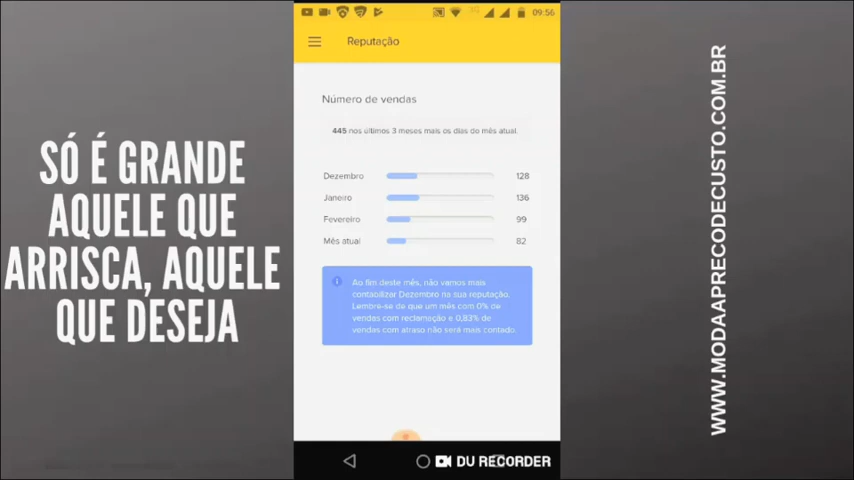 SÓ É GRANDE
AQUELE QUE
ARRISCA, AQUELE
QUE DESEJA
09:56
Reputação
Número de vendas
445 nos últimos 3 meses mais os dias do mês atual.
Dezembro 128
Janeiro 136
Fevereiro 99
Mês atual 82
Ao fim deste mês, não vamos mais
contabilizar Dezembro na sua reputação.
Lembre-se de que um mês com 0% de
vendas com reclamação e 0,83% de
vendas com atraso não será mais contado.
DU RECORDER
WWW.MODAAPRECODECUSTO.COM.BR